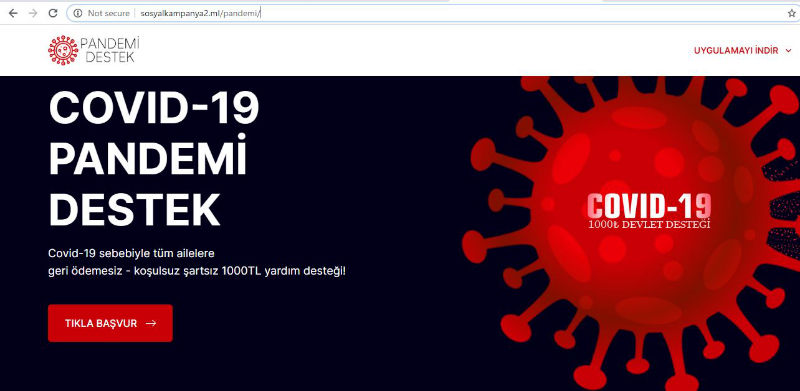 Not secure | sosyalkampanya2.ml/pandemi/
PANDEMİ
DESTEK
UYGULAMAYI İNDİR
COVID-19
PANDEMİ
DESTEK
Covid-19 sebebiyle tüm ailelere
geri ödemesiz - koşulsuz şartsız 1000TL yardım desteği!
TIKLA BAŞVUR
COVID-19
1000₺ DEVLET DESTEĞİ